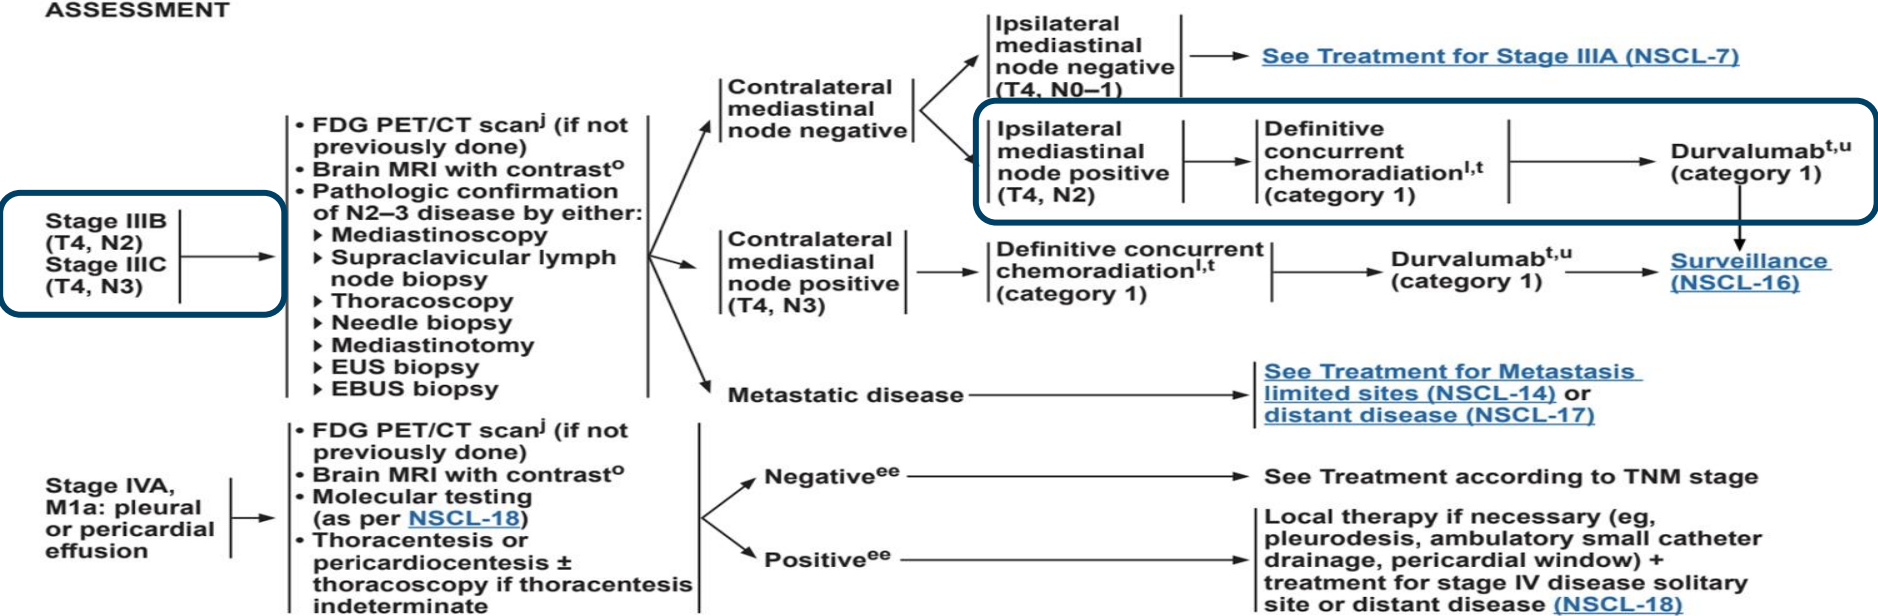 ASSESSMENT
Stage IIIB
(T4, N2)
Stage IIIC
(T4, N3)
• FDG PET/CT scanʲ (if not
previously done)
• Brain MRI with contrastᵒ
• Pathologic confirmation
of N2–3 disease by either:
▸ Mediastinoscopy
▸ Supraclavicular lymph
node biopsy
▸ Thoracoscopy
▸ Needle biopsy
▸ Mediastinotomy
▸ EUS biopsy
▸ EBUS biopsy
Contralateral
mediastinal
node negative
Ipsilateral
mediastinal
node negative
(T4, N0–1)
See Treatment for Stage IIIA (NSCL-7)
Ipsilateral
mediastinal
node positive
(T4, N2)
Definitive
concurrent
chemoradiationˡ,ᵗ
(category 1)
Durvalumabᵗ,ᵘ
(category 1)
Contralateral
mediastinal
node positive
(T4, N3)
Definitive concurrent
chemoradiationˡ,ᵗ
(category 1)
Durvalumabᵗ,ᵘ
(category 1)
Surveillance
(NSCL-16)
Metastatic disease
See Treatment for Metastasis
limited sites (NSCL-14) or
distant disease (NSCL-17)
Stage IVA,
M1a: pleural
or pericardial
effusion
• FDG PET/CT scanʲ (if not
previously done)
• Brain MRI with contrastᵒ
• Molecular testing
(as per NSCL-18)
• Thoracentesis or
pericardiocentesis ±
thoracoscopy if thoracentesis
indeterminate
Negativeᵉᵉ
See Treatment according to TNM stage
Positiveᵉᵉ
Local therapy if necessary (eg,
pleurodesis, ambulatory small catheter
drainage, pericardial window) +
treatment for stage IV disease solitary
site or distant disease (NSCL-18)